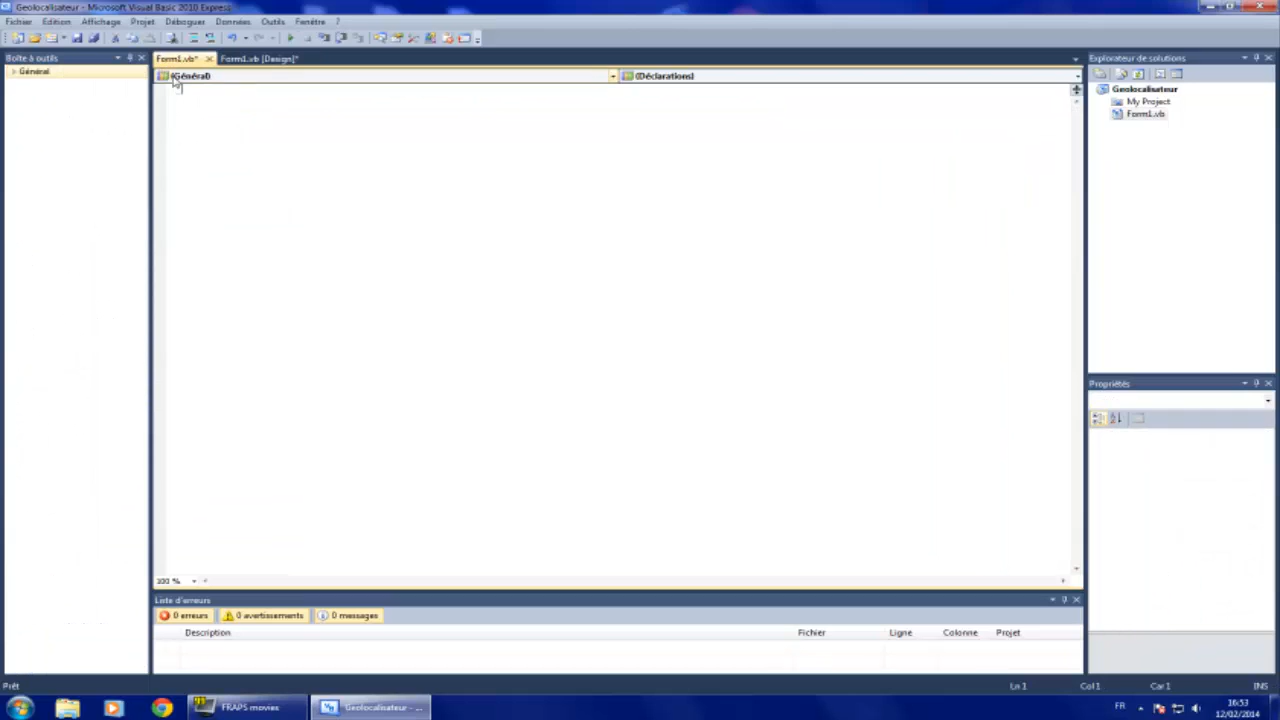 Geolocalisateur - Microsoft Visual Basic 2010 Express
Fichier Edition Affichage Projet Déboguer Données Outils Fenêtre ?
Boîte à outils
Form1.vb* Form1.vb [Design]*
Explorateur de solutions
Général
(Général) (Déclarations)
Geolocalisateur
My Project
Form1.vb
Propriétés
100 %
Liste d'erreurs
0 erreurs 0 avertissements 0 messages
Description Fichier Ligne Colonne Projet
Prêt Ln 1 Col 1 Car 1 INS
FRAPS movies Geolocalisateur - ... FR 16:53
12/02/2014